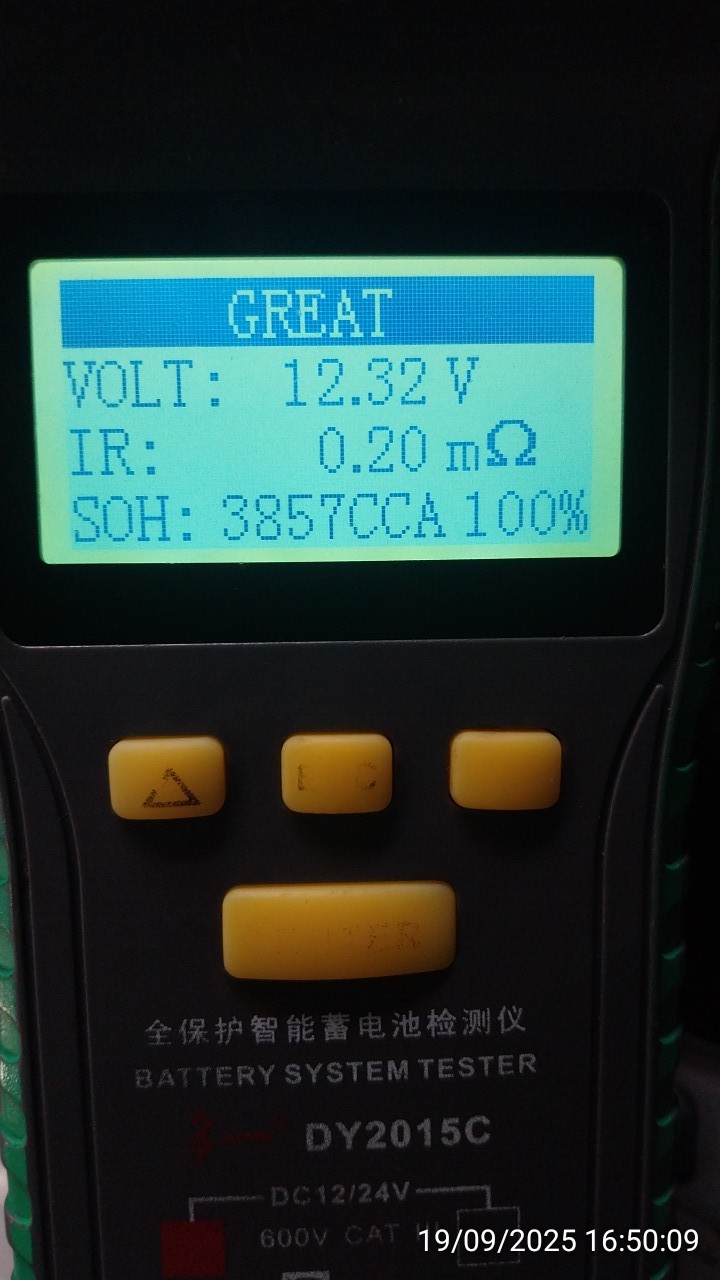 GREAT
VOLT: 12.32 V
IR: 0.20 mΩ
SOH: 3857CCA 100%
全保护智能蓄电池检测仪
BATTERY SYSTEM TESTER
DY2015C
DC12/24V
600V CAT
19/09/2025 16:50:09